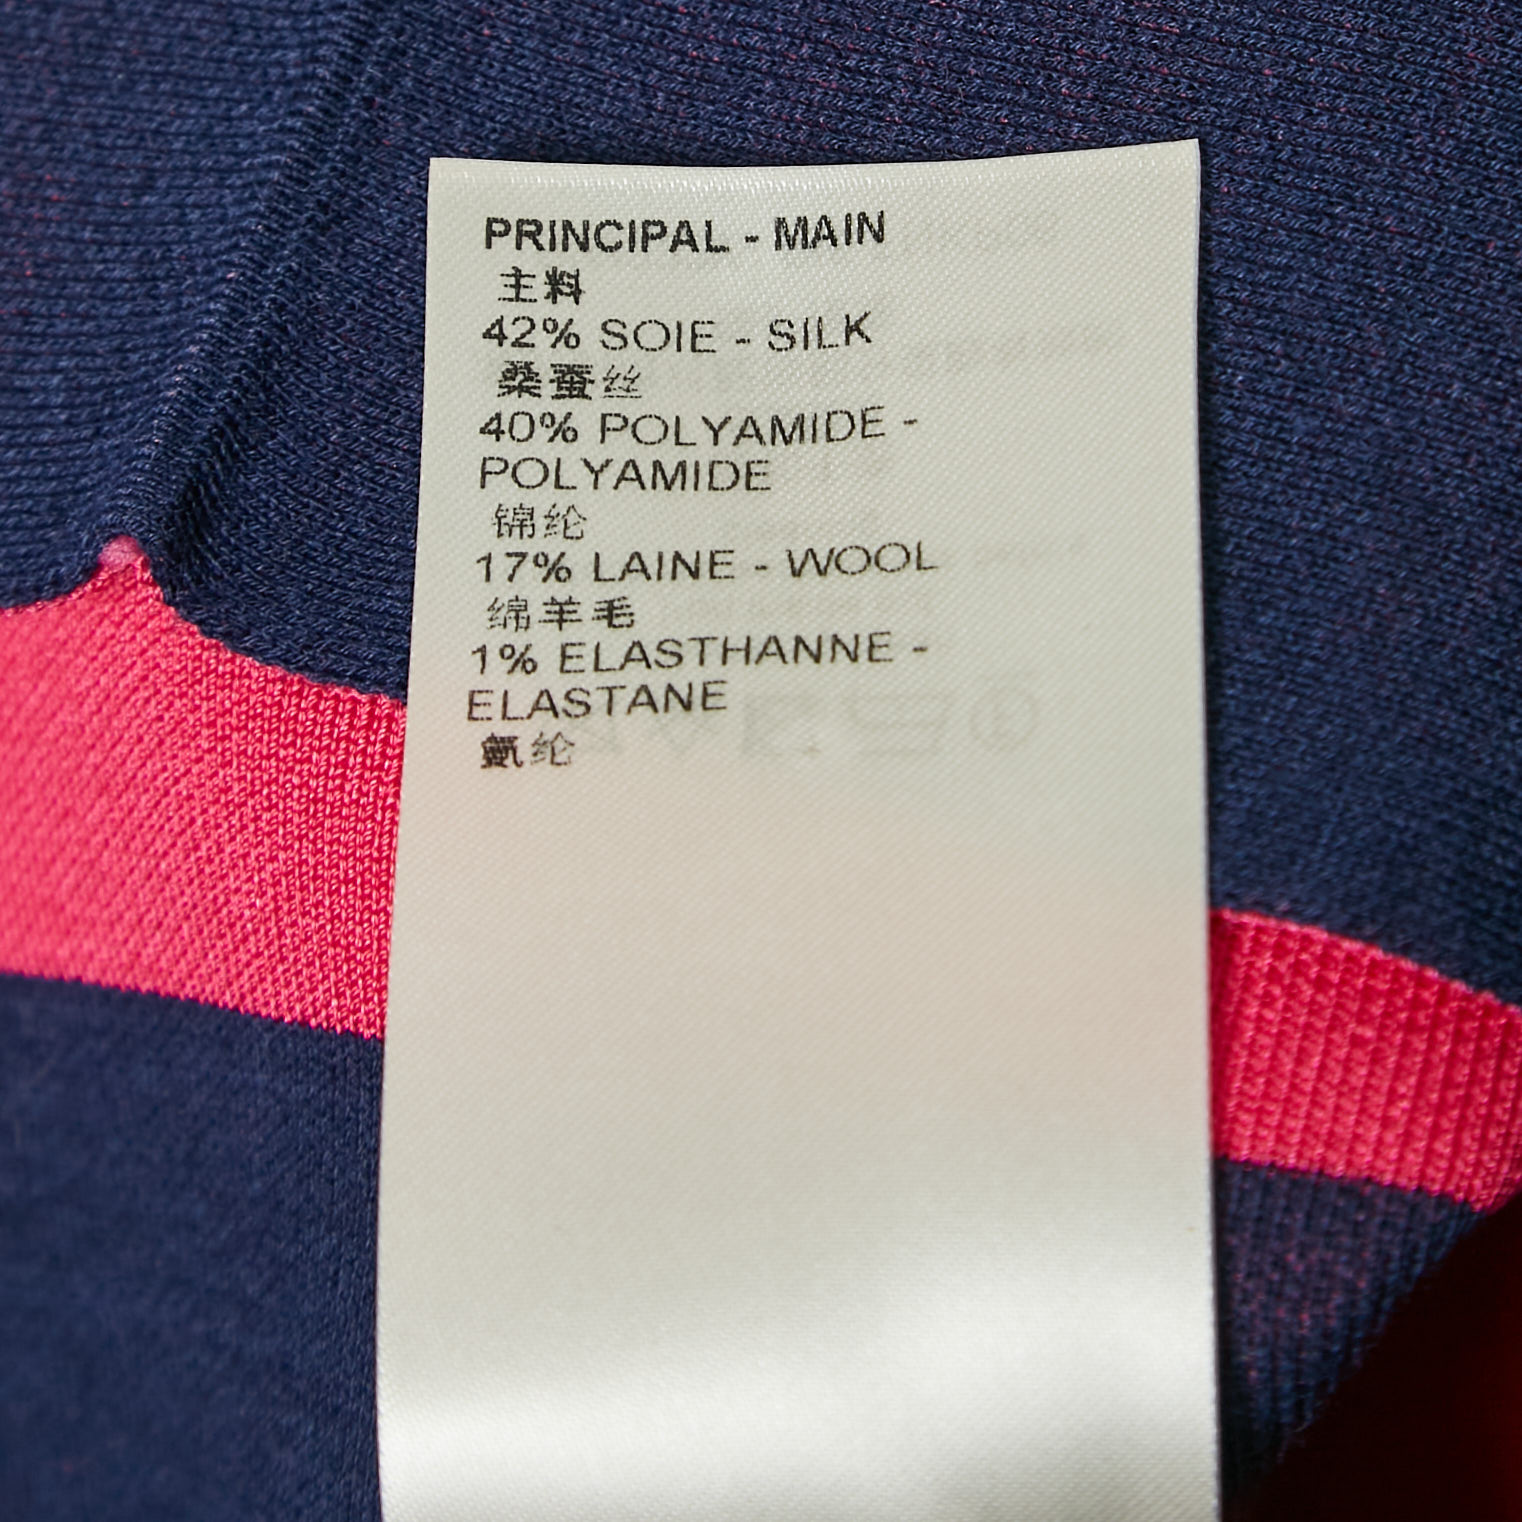 PRINCIPAL - MAIN
主料
42% SOIE - SILK
桑蚕丝
40% POLYAMIDE -
POLYAMIDE
锦纶
17% LAINE - WOOL
绵羊毛
1% ELASTHANNE -
ELASTANE
氨纶